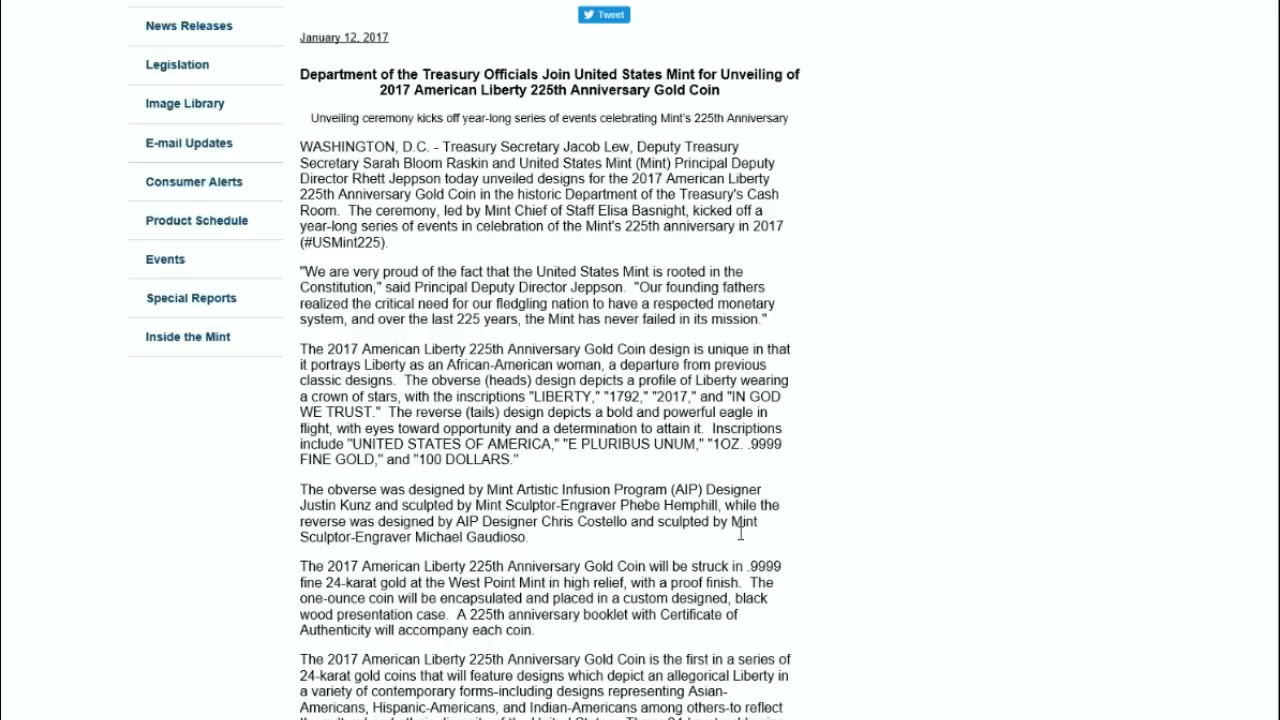 Tweet
News Releases
Legislation
Image Library
E-mail Updates
Consumer Alerts
Product Schedule
Events
Special Reports
Inside the Mint
January 12, 2017
Department of the Treasury Officials Join United States Mint for Unveiling of
2017 American Liberty 225th Anniversary Gold Coin
Unveiling ceremony kicks off year-long series of events celebrating Mint's 225th Anniversary
WASHINGTON, D.C. - Treasury Secretary Jacob Lew, Deputy Treasury
Secretary Sarah Bloom Raskin and United States Mint (Mint) Principal Deputy
Director Rhett Jeppson today unveiled designs for the 2017 American Liberty
225th Anniversary Gold Coin in the historic Department of the Treasury's Cash
Room. The ceremony, led by Mint Chief of Staff Elisa Basnight, kicked off a
year-long series of events in celebration of the Mint's 225th anniversary in 2017
(#USMint225).
"We are very proud of the fact that the United States Mint is rooted in the
Constitution," said Principal Deputy Director Jeppson. "Our founding fathers
realized the critical need for our fledgling nation to have a respected monetary
system, and over the last 225 years, the Mint has never failed in its mission."
The 2017 American Liberty 225th Anniversary Gold Coin design is unique in that
it portrays Liberty as an African-American woman, a departure from previous
classic designs. The obverse (heads) design depicts a profile of Liberty wearing
a crown of stars, with the inscriptions "LIBERTY," "1792," "2017," and "IN GOD
WE TRUST." The reverse (tails) design depicts a bold and powerful eagle in
flight, with eyes toward opportunity and a determination to attain it. Inscriptions
include "UNITED STATES OF AMERICA," "E PLURIBUS UNUM," "1OZ. .9999
FINE GOLD," and "100 DOLLARS."
The obverse was designed by Mint Artistic Infusion Program (AIP) Designer
Justin Kunz and sculpted by Mint Sculptor-Engraver Phebe Hemphill, while the
reverse was designed by AIP Designer Chris Costello and sculpted by Mint
Sculptor-Engraver Michael Gaudioso.
The 2017 American Liberty 225th Anniversary Gold Coin will be struck in .9999
fine 24-karat gold at the West Point Mint in high relief, with a proof finish. The
one-ounce coin will be encapsulated and placed in a custom designed, black
wood presentation case. A 225th anniversary booklet with Certificate of
Authenticity will accompany each coin.
The 2017 American Liberty 225th Anniversary Gold Coin is the first in a series of
24-karat gold coins that will feature designs which depict an allegorical Liberty in
a variety of contemporary forms-including designs representing Asian-
Americans, Hispanic-Americans, and Indian-Americans among others-to reflect